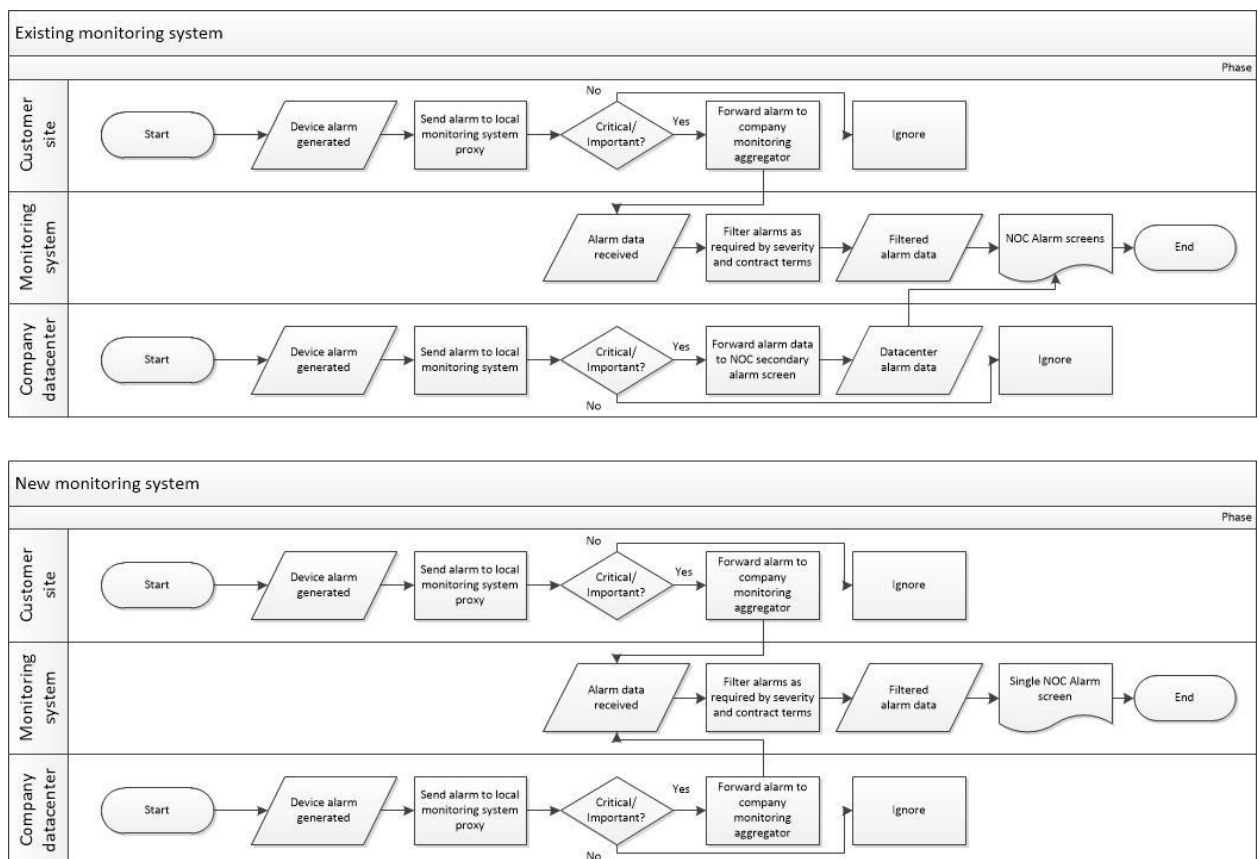 Existing monitoring system
Phase
Customer
site
Start
Device alarm
generated
Send alarm to local
monitoring system
proxy
No
Critical/
Important?
Yes
Forward alarm to
company
monitoring
aggregator
Ignore
Monitoring
system
Alarm data
received
Filter alarms as
required by severity
and contract terms
Filtered
alarm data
NOC Alarm screens
End
Company
datacenter
Start
Device alarm
generated
Send alarm to local
monitoring system
Critical/
Important?
Yes
No
Forward alarm data
to NOC secondary
alarm screen
Datacenter
alarm data
Ignore
New monitoring system
Phase
Customer
site
Start
Device alarm
generated
Send alarm to local
monitoring system
proxy
No
Critical/
Important?
Yes
Forward alarm to
company
monitoring
aggregator
Ignore
Monitoring
system
Alarm data
received
Filter alarms as
required by severity
and contract terms
Filtered
alarm data
Single NOC Alarm
screen
End
Company
datacenter
Start
Device alarm
generated
Send alarm to local
monitoring system
proxy
Critical/
Important?
Yes
No
Forward alarm to
company
monitoring
aggregator
Ignore